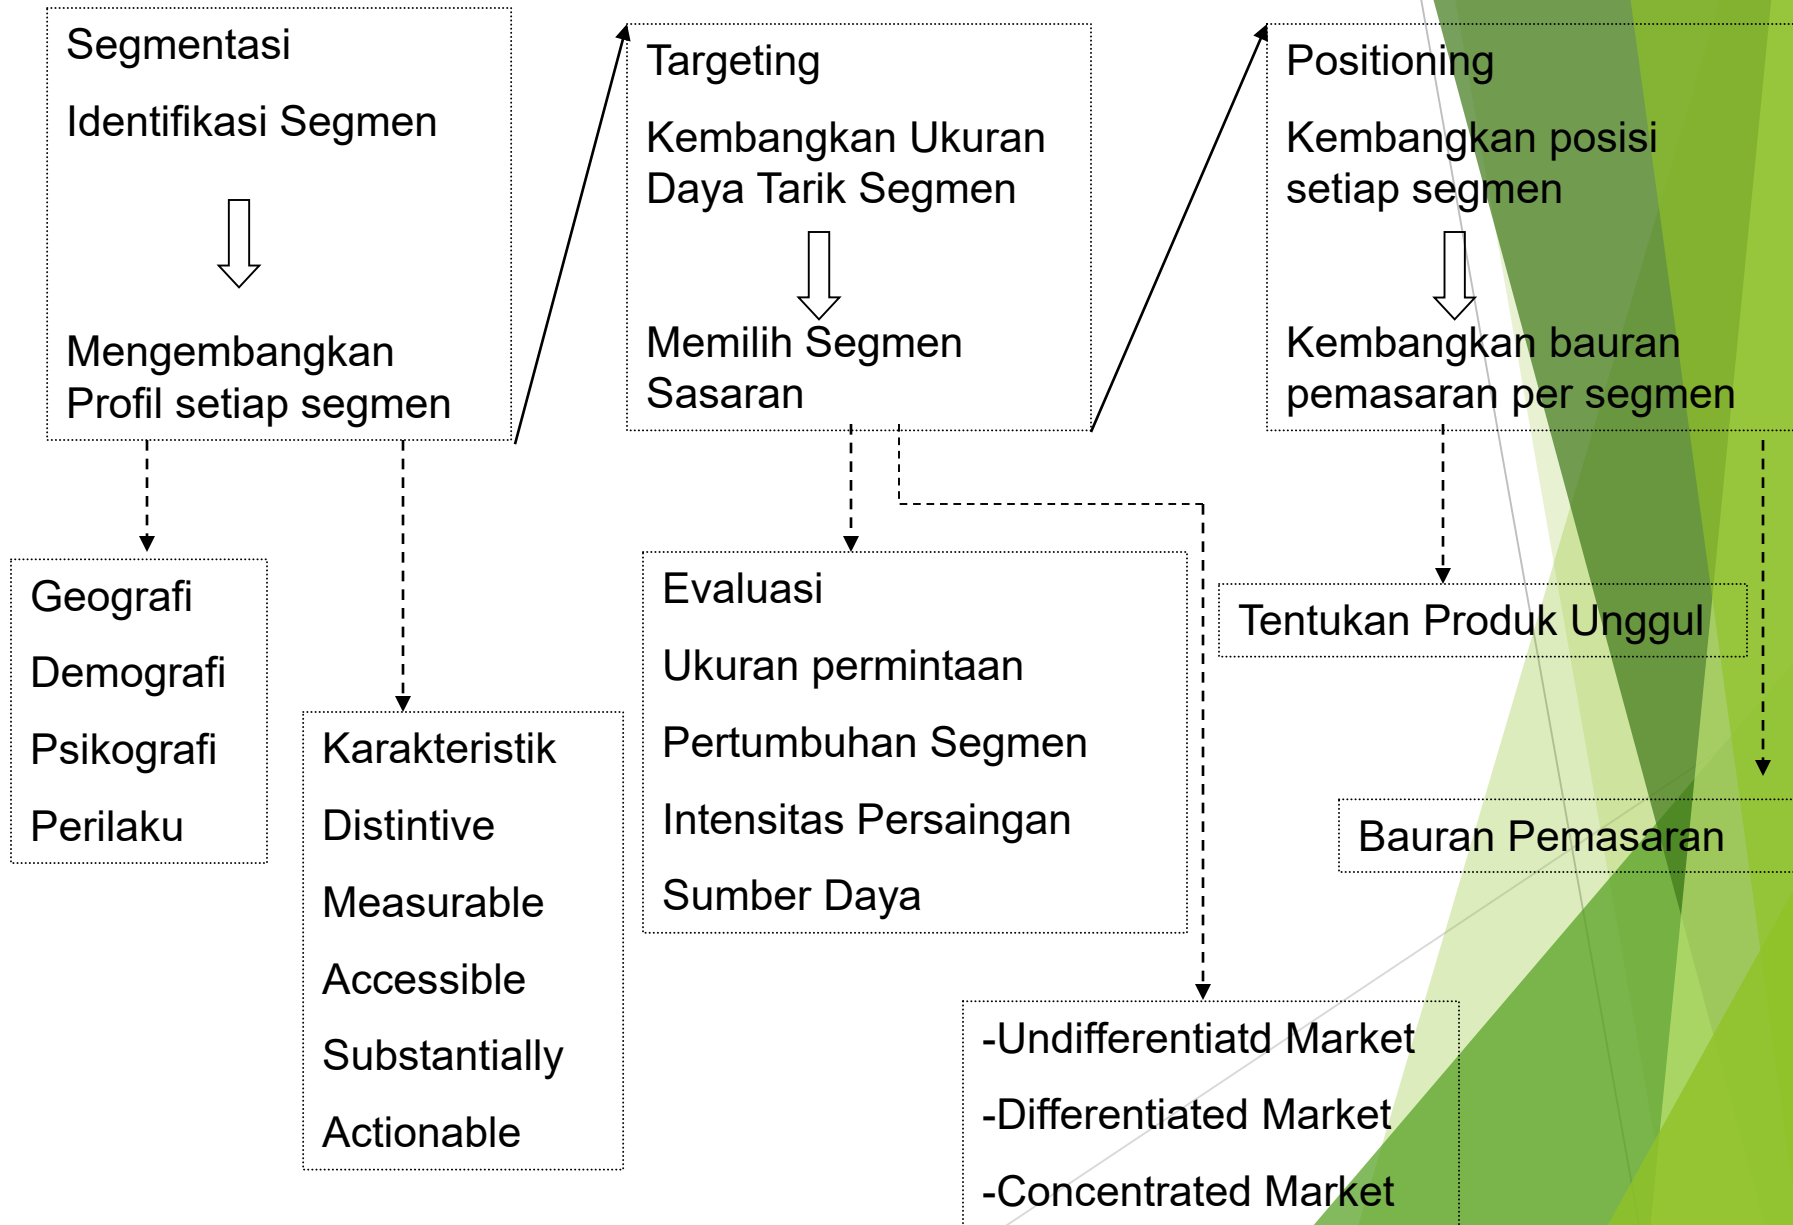 Segmentasi
Identifikasi Segmen
Mengembangkan
Profil setiap segmen
Targeting
Kembangkan Ukuran
Daya Tarik Segmen
Memilih Segmen
Sasaran
Positioning
Kembangkan posisi
setiap segmen
Kembangkan bauran
pemasaran per segmen
Geografi
Demografi
Psikografi
Perilaku
Karakteristik
Distintive
Measurable
Accessible
Substantially
Actionable
Evaluasi
Ukuran permintaan
Pertumbuhan Segmen
Intensitas Persaingan
Sumber Daya
-Undifferentiatd Market
-Differentiated Market
-Concentrated Market
Tentukan Produk Unggul
Bauran Pemasaran